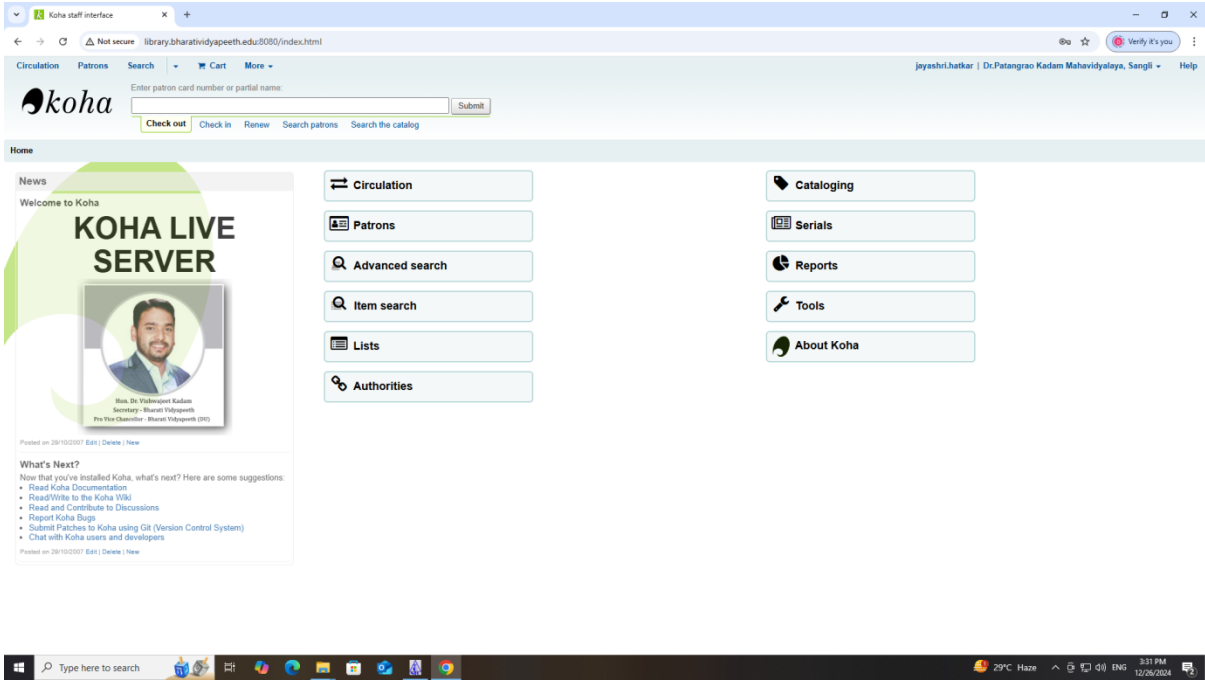 Koha staff interface
Not secure library.bharatividyapeeth.edu:8080/index.html
Verify it's you
Circulation Patrons Search Cart More
jayashri.hatkar | Dr.Patangrao Kadam Mahavidyalaya, Sangli Help
koha
Enter patron card number or partial name:
Submit
Check out Check in Renew Search patrons Search the catalog
Home
News
Welcome to Koha
KOHA LIVE
SERVER
Hon. Dr. Vishwajeet Kadam
Secretary - Bharati Vidyapeeth
Pro Vice Chancellor - Bharati Vidyapeeth (DU)
Posted on 29/10/2007 Edit | Delete | New
What's Next?
Now that you've installed Koha, what's next? Here are some suggestions:
• Read Koha Documentation
• Read/Write to the Koha Wiki
• Read and Contribute to Discussions
• Report Koha Bugs
• Submit Patches to Koha using Git (Version Control System)
• Chat with Koha users and developers
Posted on 29/10/2007 Edit | Delete | New
Circulation
Patrons
Advanced search
Item search
Lists
Authorities
Cataloging
Serials
Reports
Tools
About Koha
Type here to search
29°C Haze
ENG
3:31 PM
12/26/2024
2